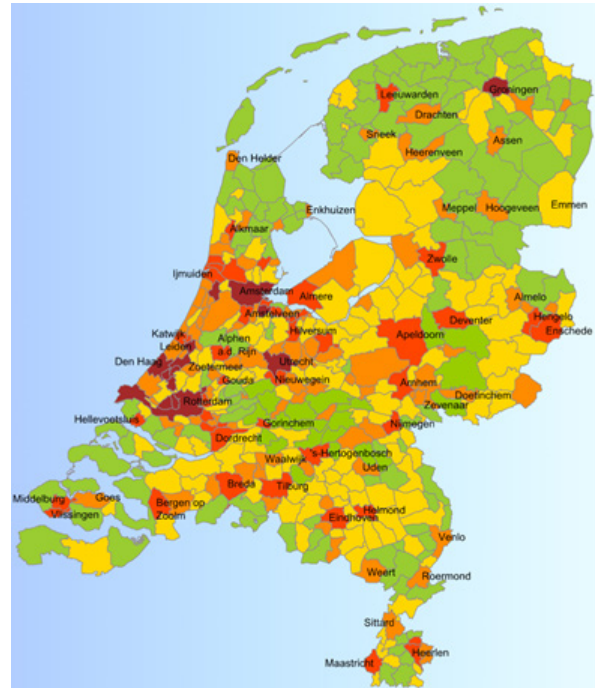 Groningen
Leeuwarden
Drachten
Sneek
Assen
Heerenveen
Den Helder
Emmen
Meppel
Hoogeveen
Enkhuizen
Alkmaar
Zwolle
IJmuiden
Amsterdam
Almere
Almelo
Hengelo
Enschede
Amstelveen
Deventer
Apeldoorn
Katwijk
Leiden
Alphen
a.d. Rijn
Hilversum
Den Haag
Zoetermeer
Utrecht
Gouda
Nieuwegein
Arnhem
Doetinchem
Zevenaar
Rotterdam
Hellevoetsluis
Gorinchem
Nijmegen
Dordrecht
Waalwijk
's Hertogenbosch
Uden
Middelburg
Goes
Vlissingen
Bergen op
Zoolm
Breda
Tilburg
Eindhoven
Helmond
Venlo
Weert
Roermond
Sittard
Maastricht
Heerlen